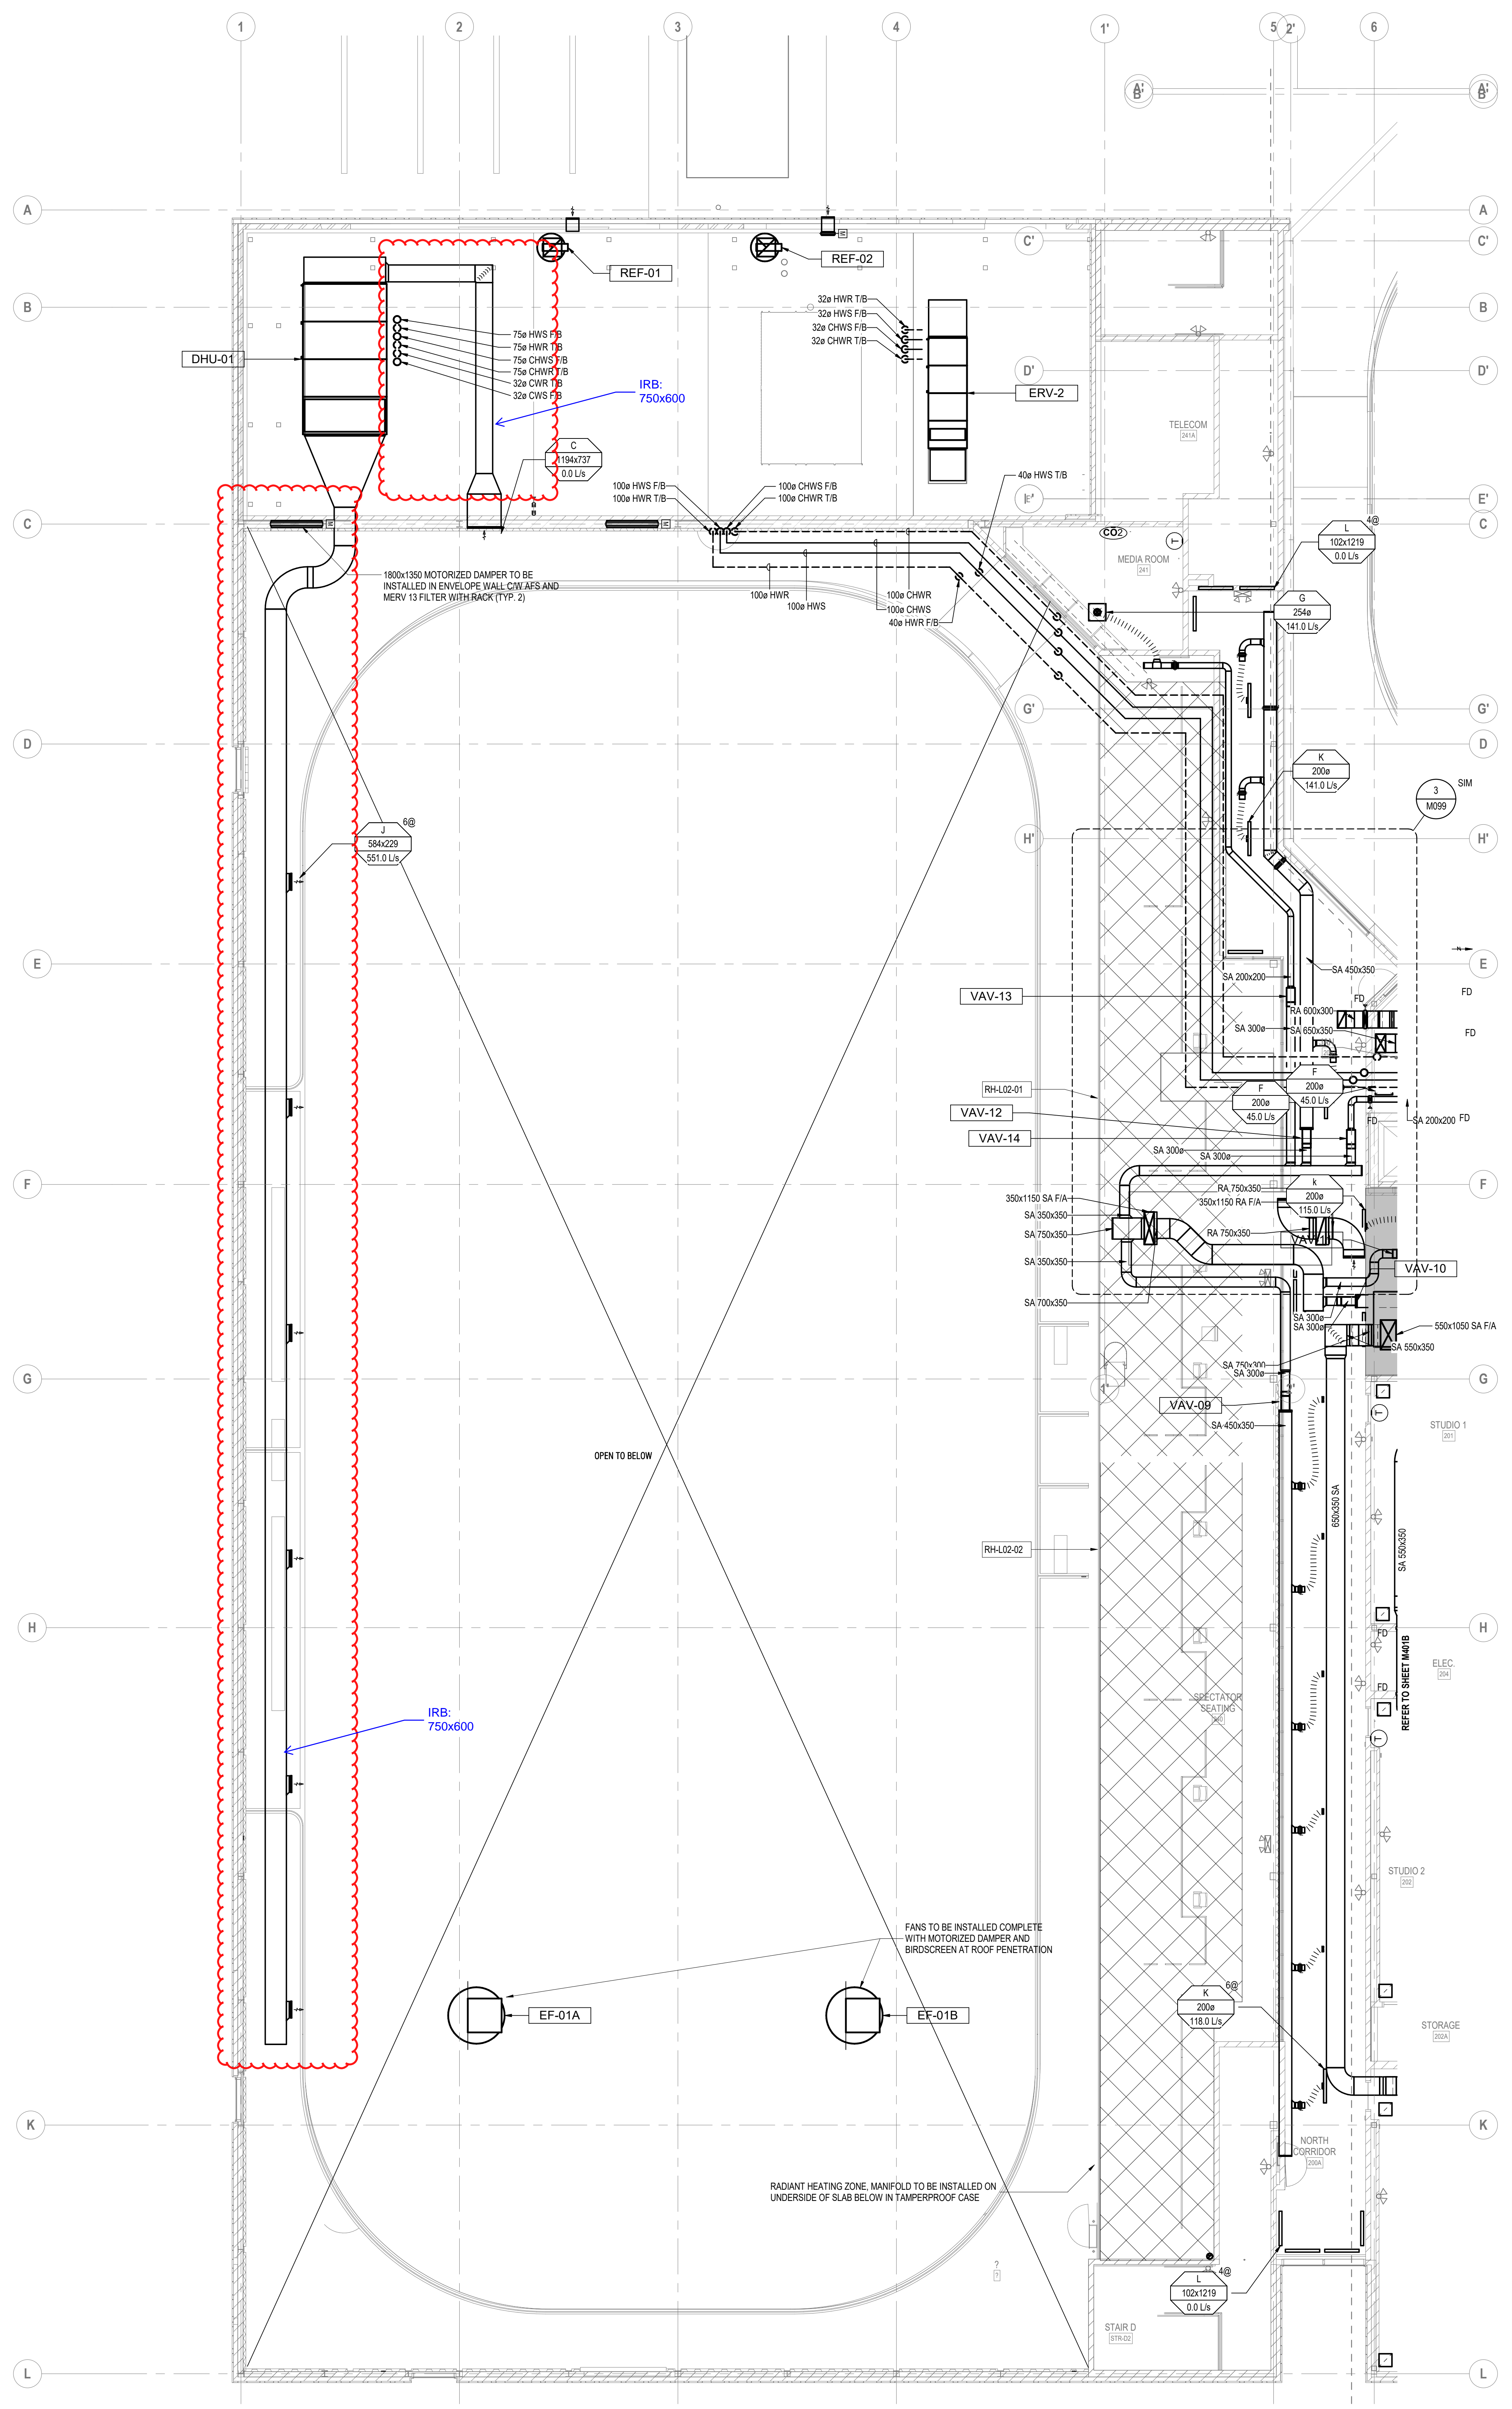 1
2
3
4
1'
5
2'
6
A'
B'
A'
B'
A
A
C'
C'
REF-01
REF-02
B
B
32ø HWR T/B
32ø HWS F/B
32ø CHWS F/B
32ø CHWR T/B
75ø HWS F/B
75ø HWR T/B
75ø CHWS F/B
75ø CHWR T/B
32ø CWR T/B
32ø CWS F/B
DHU-01
D'
D'
IRB:
750x600
ERV-2
TELECOM
241A
C
1194x737
0.0 L/s
40ø HWS T/B
100ø HWS F/B
100ø HWR T/B
100ø CHWS F/B
100ø CHWR T/B
E'
E'
C
C
M
M
M
CO2
T
4@
L
102x1219
0.0 L/s
MEDIA ROOM
241
1800x1350 MOTORIZED DAMPER TO BE
INSTALLED IN ENVELOPE WALL C/W AFS AND
MERV 13 FILTER WITH RACK (TYP. 2)
100ø HWR
100ø HWS
100ø CHWR
100ø CHWS
40ø HWR F/B
G
254ø
141.0 L/s
G'
G'
D
D
K
200ø
141.0 L/s
3
M099
SIM
6@
J
584x229
551.0 L/s
H'
H'
E
E
SA 450x350
SA 200x200
VAV-13
FD
FD
RA 600x300
SA 300ø
SA 650x350
FD
RH-L02-01
F
200ø
45.0 L/s
F
200ø
45.0 L/s
VAV-12
FD
SA 200x200
FD
VAV-14
SA 300ø
SA 300ø
F
F
RA 750x350
350x1150 SA F/A
350x1150 RA F/A
k
200ø
115.0 L/s
SA 350x350
SA 750x350
RA 750x350
SA 350x350
VAV-10
SA 700x350
SA 300ø
SA 300ø
550x1050 SA F/A
SA 550x350
SA 750x300
SA 300ø
G
G
VAV-09
SA 450x350
T
STUDIO 1
201
OPEN TO BELOW
650x350 SA
SA 550x350
RH-L02-02
H
H
FD
ELEC.
204
FD
REFER TO SHEET M401B
SPECTATOR
SEATING
IRB:
750x600
T
STUDIO 2
202
FANS TO BE INSTALLED COMPLETE
WITH MOTORIZED DAMPER AND
BIRDSCREEN AT ROOF PENETRATION
EF-01A
EF-01B
6@
K
200ø
118.0 L/s
STORAGE
202A
K
K
NORTH
CORRIDOR
200A
RADIANT HEATING ZONE, MANIFOLD TO BE INSTALLED ON
UNDERSIDE OF SLAB BELOW IN TAMPERPROOF CASE
?
?
4@
L
102x1219
0.0 L/s
STAIR D
STR-D2
L
L